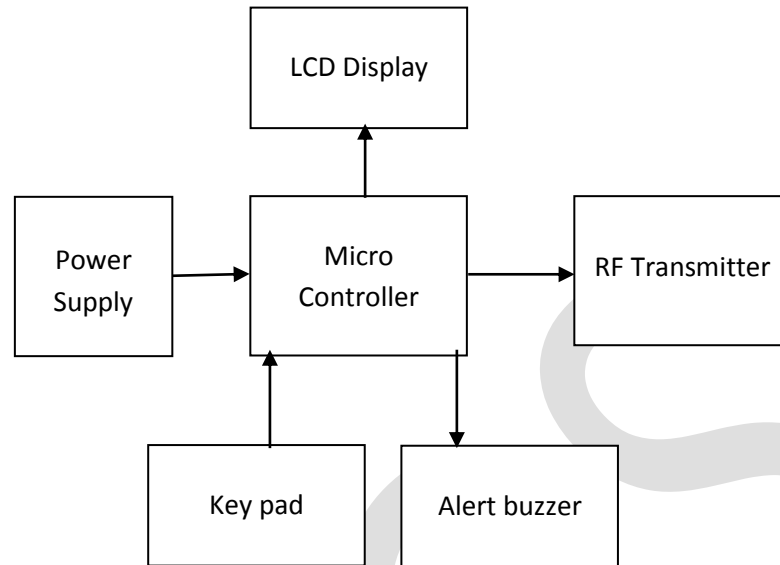 LCD Display
Power
Supply
Micro
Controller
RF Transmitter
Key pad
Alert buzzer